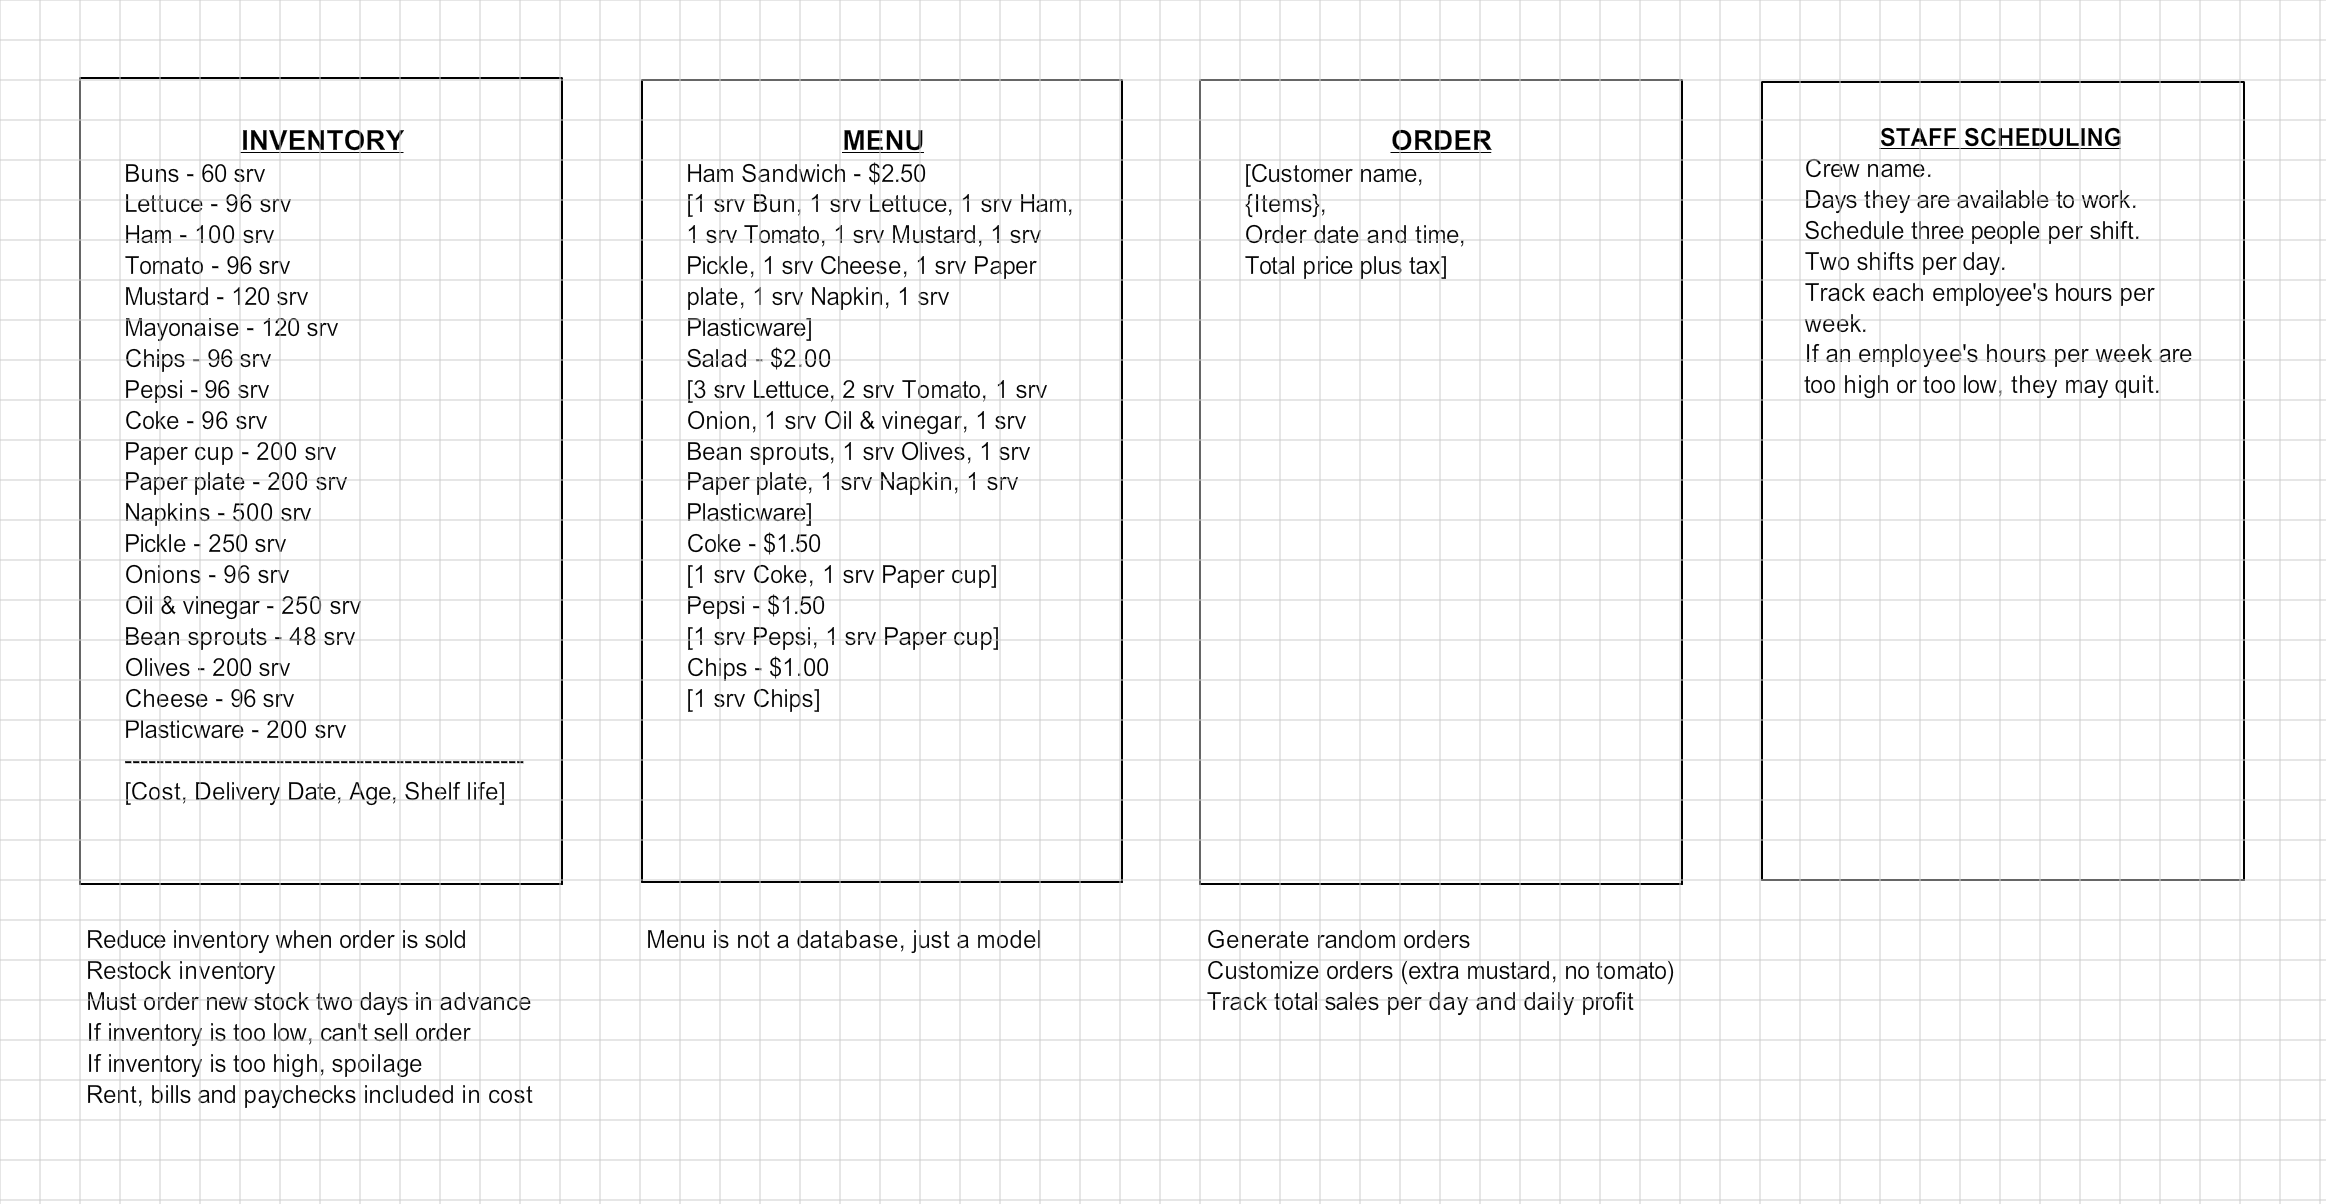 INVENTORY
Buns - 60 srv
Lettuce - 96 srv
Ham - 100 srv
Tomato - 96 srv
Mustard - 120 srv
Mayonaise - 120 srv
Chips - 96 srv
Pepsi - 96 srv
Coke - 96 srv
Paper cup - 200 srv
Paper plate - 200 srv
Napkins - 500 srv
Pickle - 250 srv
Onions - 96 srv
Oil & vinegar - 250 srv
Bean sprouts - 48 srv
Olives - 200 srv
Cheese - 96 srv
Plasticware - 200 srv
--------------------------------------------------
[Cost, Delivery Date, Age, Shelf life]
Reduce inventory when order is sold
Restock inventory
Must order new stock two days in advance
If inventory is too low, can't sell order
If inventory is too high, spoilage
Rent, bills and paychecks included in cost
MENU
Ham Sandwich - $2.50
[1 srv Bun, 1 srv Lettuce, 1 srv Ham,
1 srv Tomato, 1 srv Mustard, 1 srv
Pickle, 1 srv Cheese, 1 srv Paper
plate, 1 srv Napkin, 1 srv
Plasticware]
Salad - $2.00
[3 srv Lettuce, 2 srv Tomato, 1 srv
Onion, 1 srv Oil & vinegar, 1 srv
Bean sprouts, 1 srv Olives, 1 srv
Paper plate, 1 srv Napkin, 1 srv
Plasticware]
Coke - $1.50
[1 srv Coke, 1 srv Paper cup]
Pepsi - $1.50
[1 srv Pepsi, 1 srv Paper cup]
Chips - $1.00
[1 srv Chips]
Menu is not a database, just a model
ORDER
[Customer name,
{Items},
Order date and time,
Total price plus tax]
Generate random orders
Customize orders (extra mustard, no tomato)
Track total sales per day and daily profit
STAFF SCHEDULING
Crew name.
Days they are available to work.
Schedule three people per shift.
Two shifts per day.
Track each employee's hours per
week.
If an employee's hours per week are
too high or too low, they may quit.